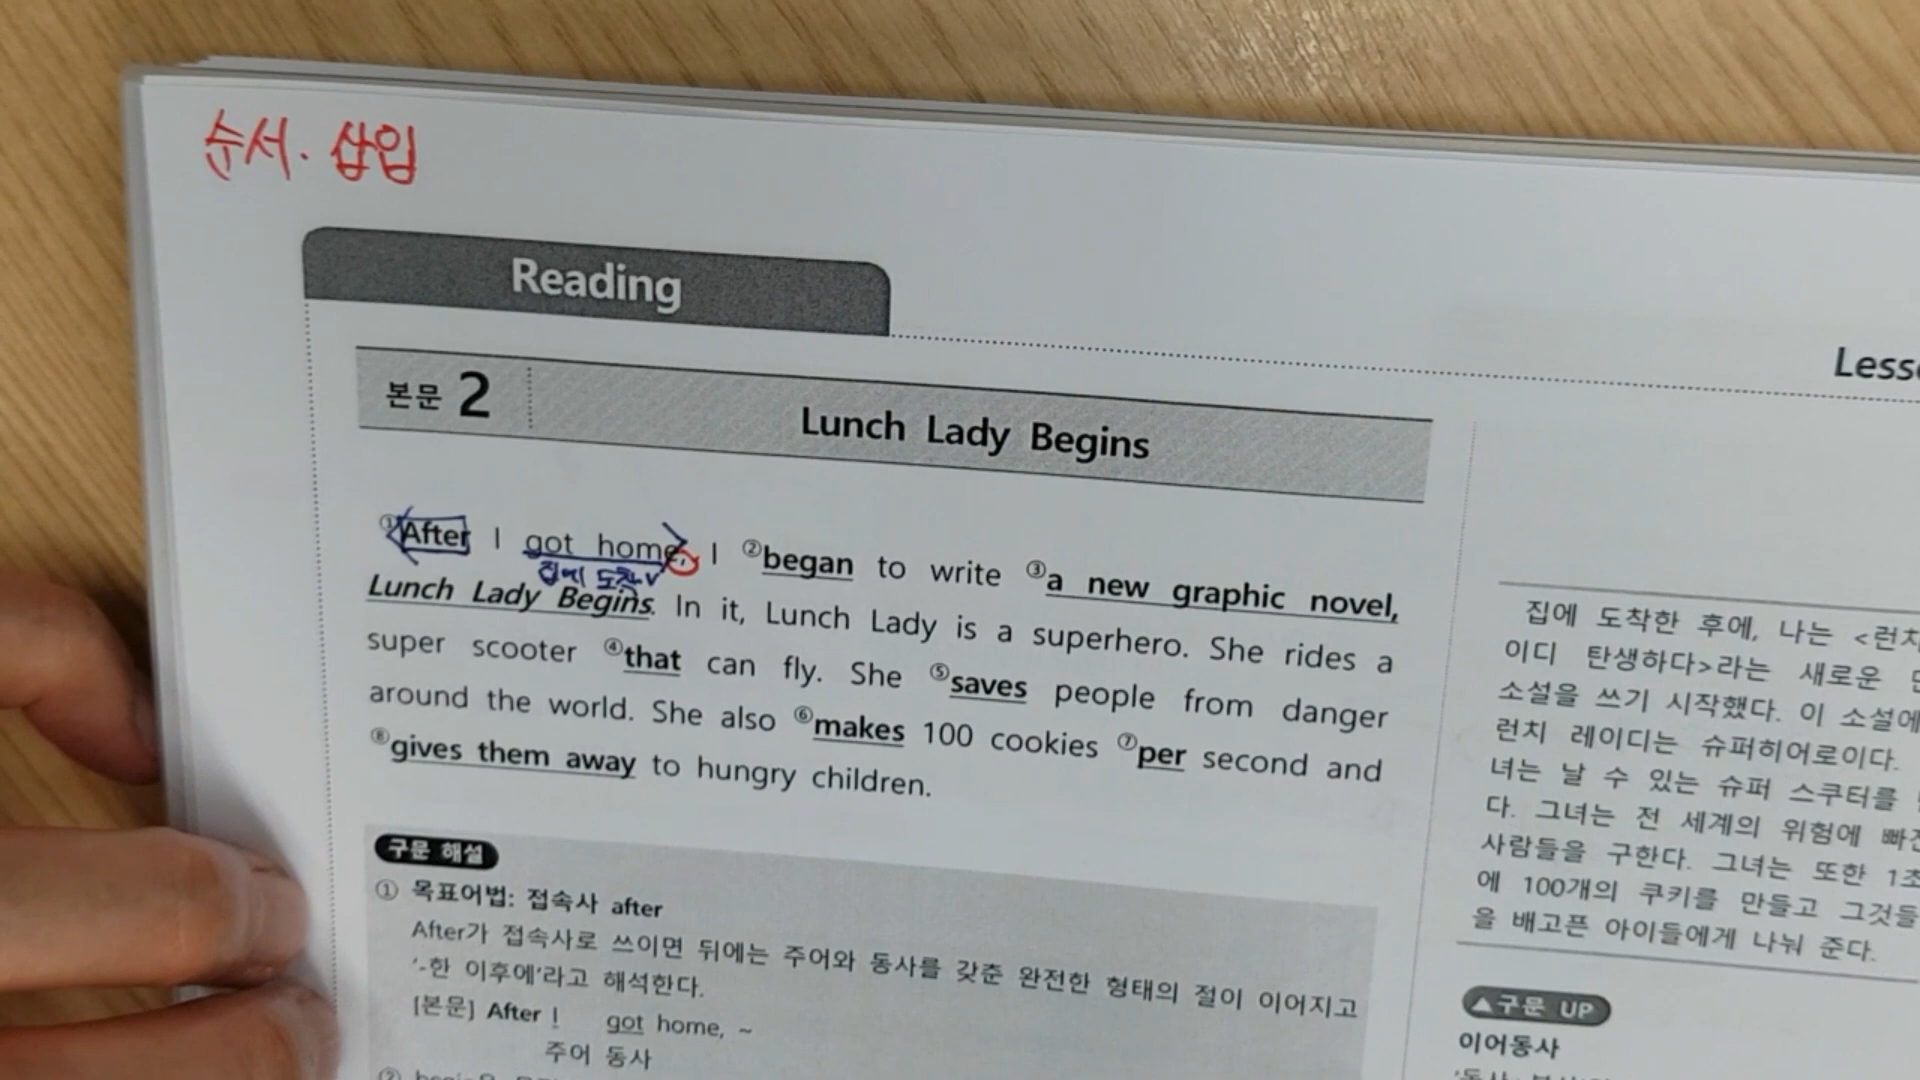 순서. 삽입
Reading
본문 2
Lunch Lady Begins
①After I got home, I ②began to write ③a new graphic novel,
집에 도착
Lunch Lady Begins. In it, Lunch Lady is a superhero. She rides a
super scooter ④that can fly. She ⑤saves people from danger
around the world. She also ⑥makes 100 cookies ⑦per second and
⑧gives them away to hungry children.
구문 해설
① 목표어법: 접속사 after
After가 접속사로 쓰이면 뒤에는 주어와 동사를 갖춘 완전한 형태의 절이 이어지고
'~한 이후에'라고 해석한다.
[본문] After I got home, ~
주어 동사
집에 도착한 후에, 나는 <런치
이디 탄생하다>라는 새로운
소설을 쓰기 시작했다. 이 소설에
런치 레이디는 슈퍼히어로이다.
녀는 날 수 있는 슈퍼 스쿠터를
다. 그녀는 전 세계의 위험에 빠진
사람들을 구한다. 그녀는 또한 1초
에 100개의 쿠키를 만들고 그것들
을 배고픈 아이들에게 나눠 준다.
▲구문 UP
이어동사